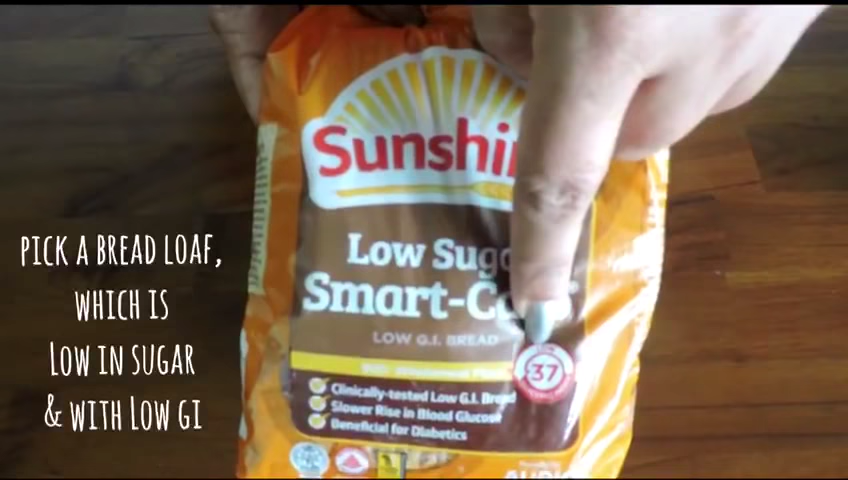 PICK A BREAD LOAF,
WHICH IS
LOW IN SUGAR
& WITH LOW GI
Sunshi
Low Sug
Smart-C
LOW G.I. BREAD
37
Clinically-tested Low G.I. Bread
Slower Rise in Blood Glucose
Beneficial for Diabetics